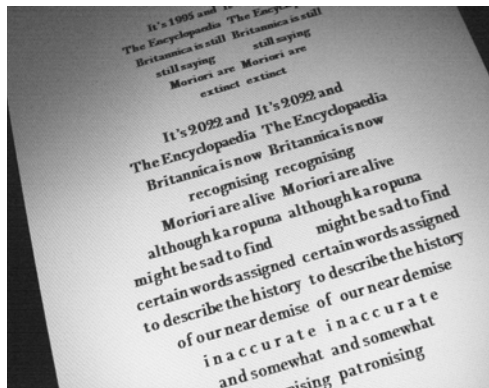 It's 1995 and
The Encyclopaedia The
Britannica is still Britannica is still
still saying still saying
Moriori are Moriori are
extinct extinct
It's 2022 and It's 2022 and
The Encyclopaedia The Encyclopaedia
Britannica is now Britannica is now
recognising recognising
Moriori are alive Moriori are alive
although ka ropuna although ka ropuna
might be sad to find might be sad to find
certain words assigned certain words assigned
to describe the history to describe the history
of our near demise of our near demise
inaccurate inaccurate
and somewhat and somewhat
patronising